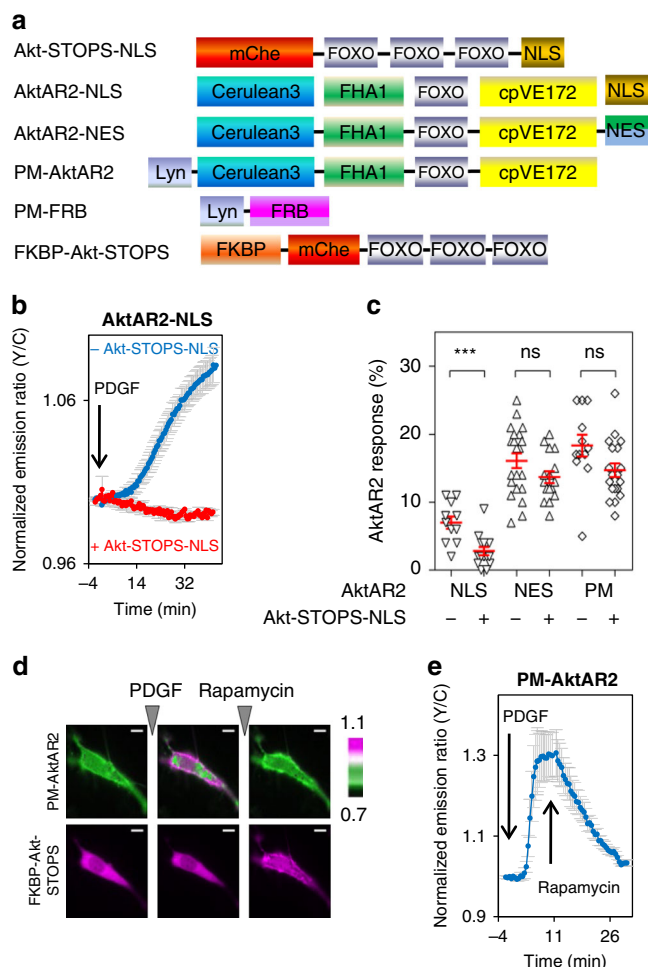 a
Akt-STOPS-NLS mChe FOXO FOXO FOXO NLS
AktAR2-NLS Cerulean3 FHA1 FOXO cpVE172 NLS
AktAR2-NES Cerulean3 FHA1 FOXO cpVE172 NES
PM-AktAR2 Lyn Cerulean3 FHA1 FOXO cpVE172
PM-FRB Lyn FRB
FKBP-Akt-STOPS FKBP mChe FOXO FOXO FOXO
b
AktAR2-NLS
Normalized emission ratio (Y/C)
– Akt-STOPS-NLS
PDGF
1.06
+ Akt-STOPS-NLS
0.96
–4 14 32
Time (min)
c
AktAR2 response (%)
*** ns ns
30
20
10
0
AktAR2 NLS NES PM
Akt-STOPS-NLS – + – + – +
d
PDGF Rapamycin
PM-AktAR2
1.1
0.7
FKBP-Akt-
STOPS
e
PM-AktAR2
Normalized emission ratio (Y/C)
PDGF
1.3
1.1
Rapamycin
0.9
–4 11 26
Time (min)